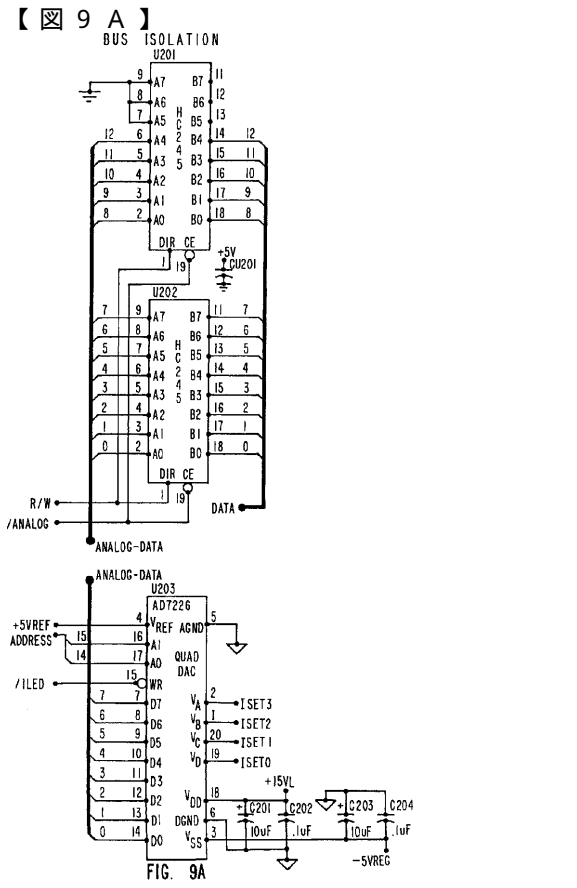 【図９Ａ】
BUS ISOLATION
U201
9 A7 B7 11
8 A6 B6 12
7 A5 B5 13
12 6 A4 B4 14 12
11 5 A3 B3 15 11
10 4 A2 B2 16 10
9 3 A1 B1 17 9
8 2 A0 B0 18 8
HC245
DIR CE
1 19
+5V
CU201
U202
7 9 A7 B7 11 7
6 8 A6 B6 12 6
5 7 A5 B5 13 5
4 6 A4 B4 14 4
3 5 A3 B3 15 3
2 4 A2 B2 16 2
1 3 A1 B1 17 1
0 2 A0 B0 18 0
HC245
DIR CE
1 19
R/W
DATA
/ANALOG
ANALOG-DATA
ANALOG-DATA
U203
AD7226
+5VREF 4 VREF AGND 5
ADDRESS 15 16 A1
14 17 A0
QUAD
DAC
/ILED 15 WR
7 7 D7 VA 2 ISET3
6 8 D6 VB 1 ISET2
5 9 D5 VC 20 ISET1
4 10 D4 VD 19 ISET0
3 11 D3
+15VL
2 12 D2 VDD 18
C201 C202 C203 C204
1 13 D1 DGND 6
+ 10uF .1uF + 10uF .1uF
0 14 D0 VSS 3
-5VREG
FIG. 9A